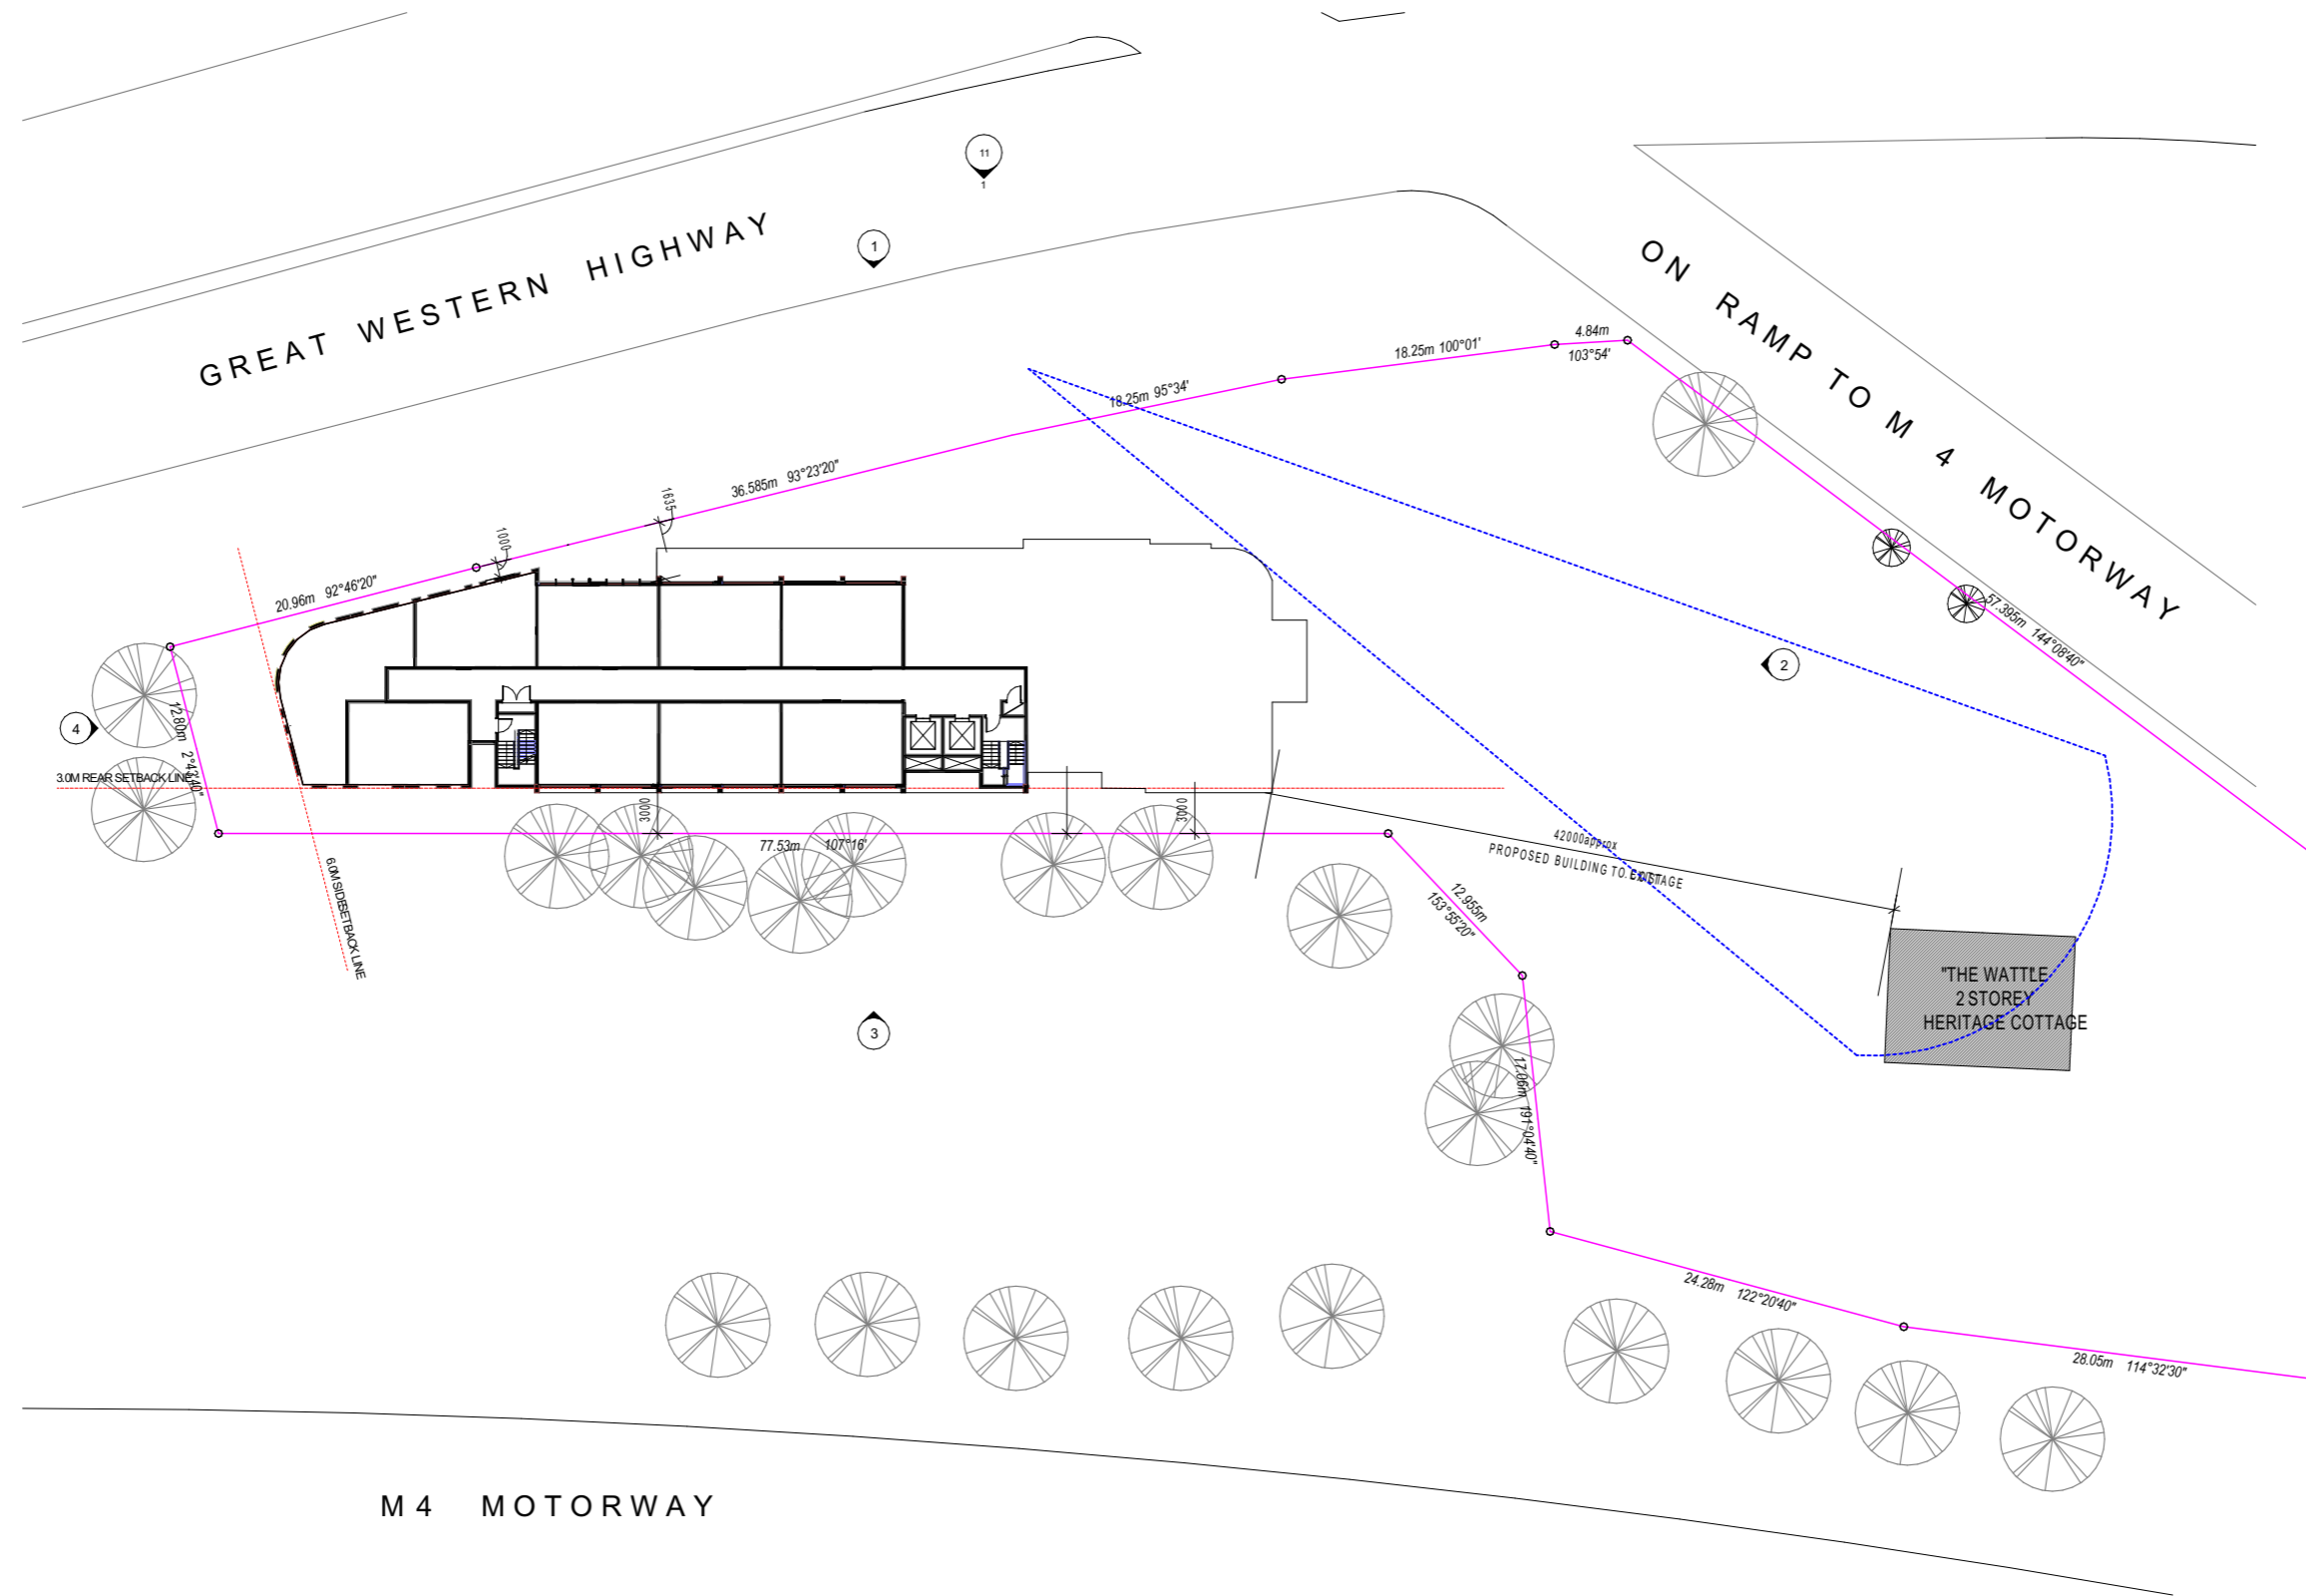 11
1
1
GREAT WESTERN HIGHWAY
ON RAMP TO M 4 MOTORWAY
4.84m
103°54'
18.25m 100°01'
18.25m 95°34'
36.585m 93°23'20"
1635
1000
20.96m 92°46'20"
57.395m 144°08'40"
2
4
12.80m 2°43'40"
3.0M REAR SETBACK LINE
6.0M SIDE SETBACK LINE
3000
3000
77.53m 107°16'
42000approx
PROPOSED BUILDING TO COTTAGE
12.955m
153°55'20"
"THE WATTLE
2 STOREY
HERITAGE COTTAGE
3
17.06m 191°04'40"
24.28m 122°20'40"
28.05m 114°32'30"
M 4 MOTORWAY